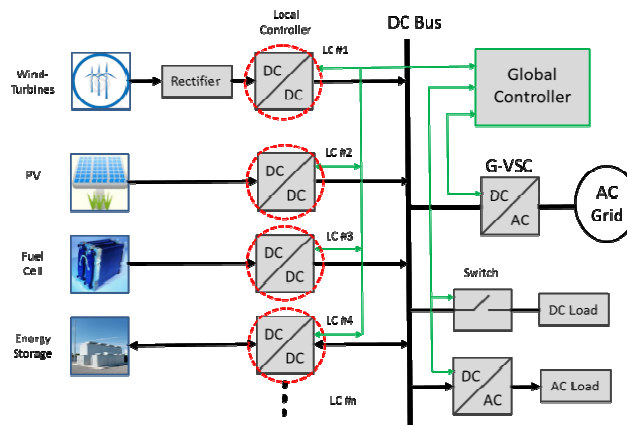 Local
Controller
DC Bus
LC #1
Wind-
Turbines
Rectifier
DC
DC
Global
Controller
LC #2
PV
DC
DC
G-VSC
DC
AC
AC
Grid
LC #3
Fuel
Cell
DC
DC
Switch
DC Load
LC #4
Energy
Storage
DC
DC
DC
AC
AC Load
LC #n